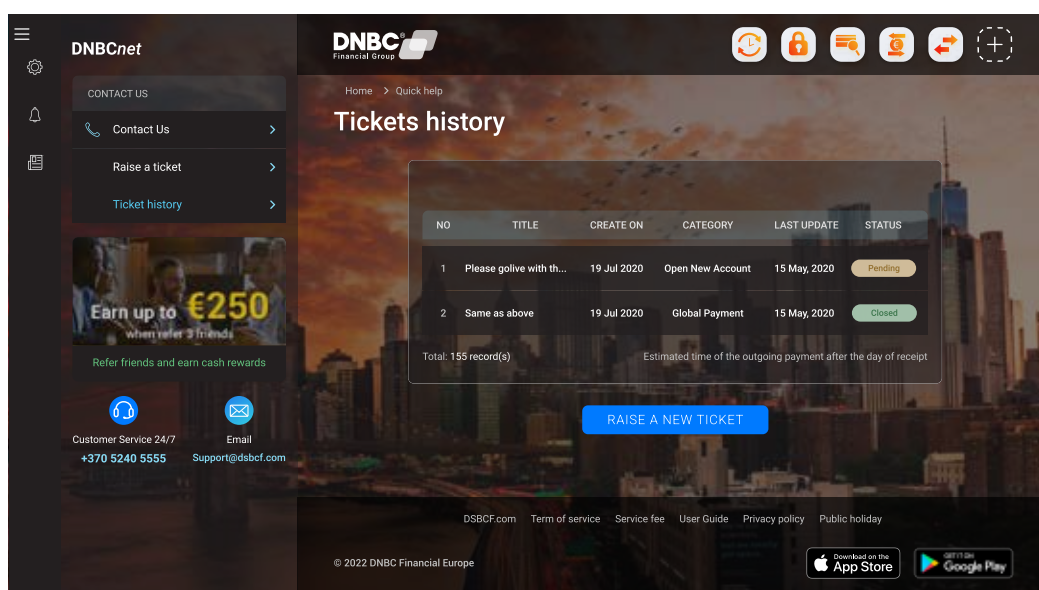 DNBCnet
CONTACT US
Contact Us
Raise a ticket
Ticket history
Earn up to €250
when refer 3 friends
Refer friends and earn cash rewards
Customer Service 24/7
+370 5240 5555
Email
Support@dsbcf.com
DNBC®
Financial Group
Home > Quick help
Tickets history
NO TITLE CREATE ON CATEGORY LAST UPDATE STATUS
1 Please golive with th... 19 Jul 2020 Open New Account 15 May, 2020 Pending
2 Same as above 19 Jul 2020 Global Payment 15 May, 2020 Closed
Total: 155 record(s) Estimated time of the outgoing payment after the day of receipt
RAISE A NEW TICKET
DSBCF.com Term of service Service fee User Guide Privacy policy Public holiday
© 2022 DNBC Financial Europe
Download on the
App Store
GET IT ON
Google Play